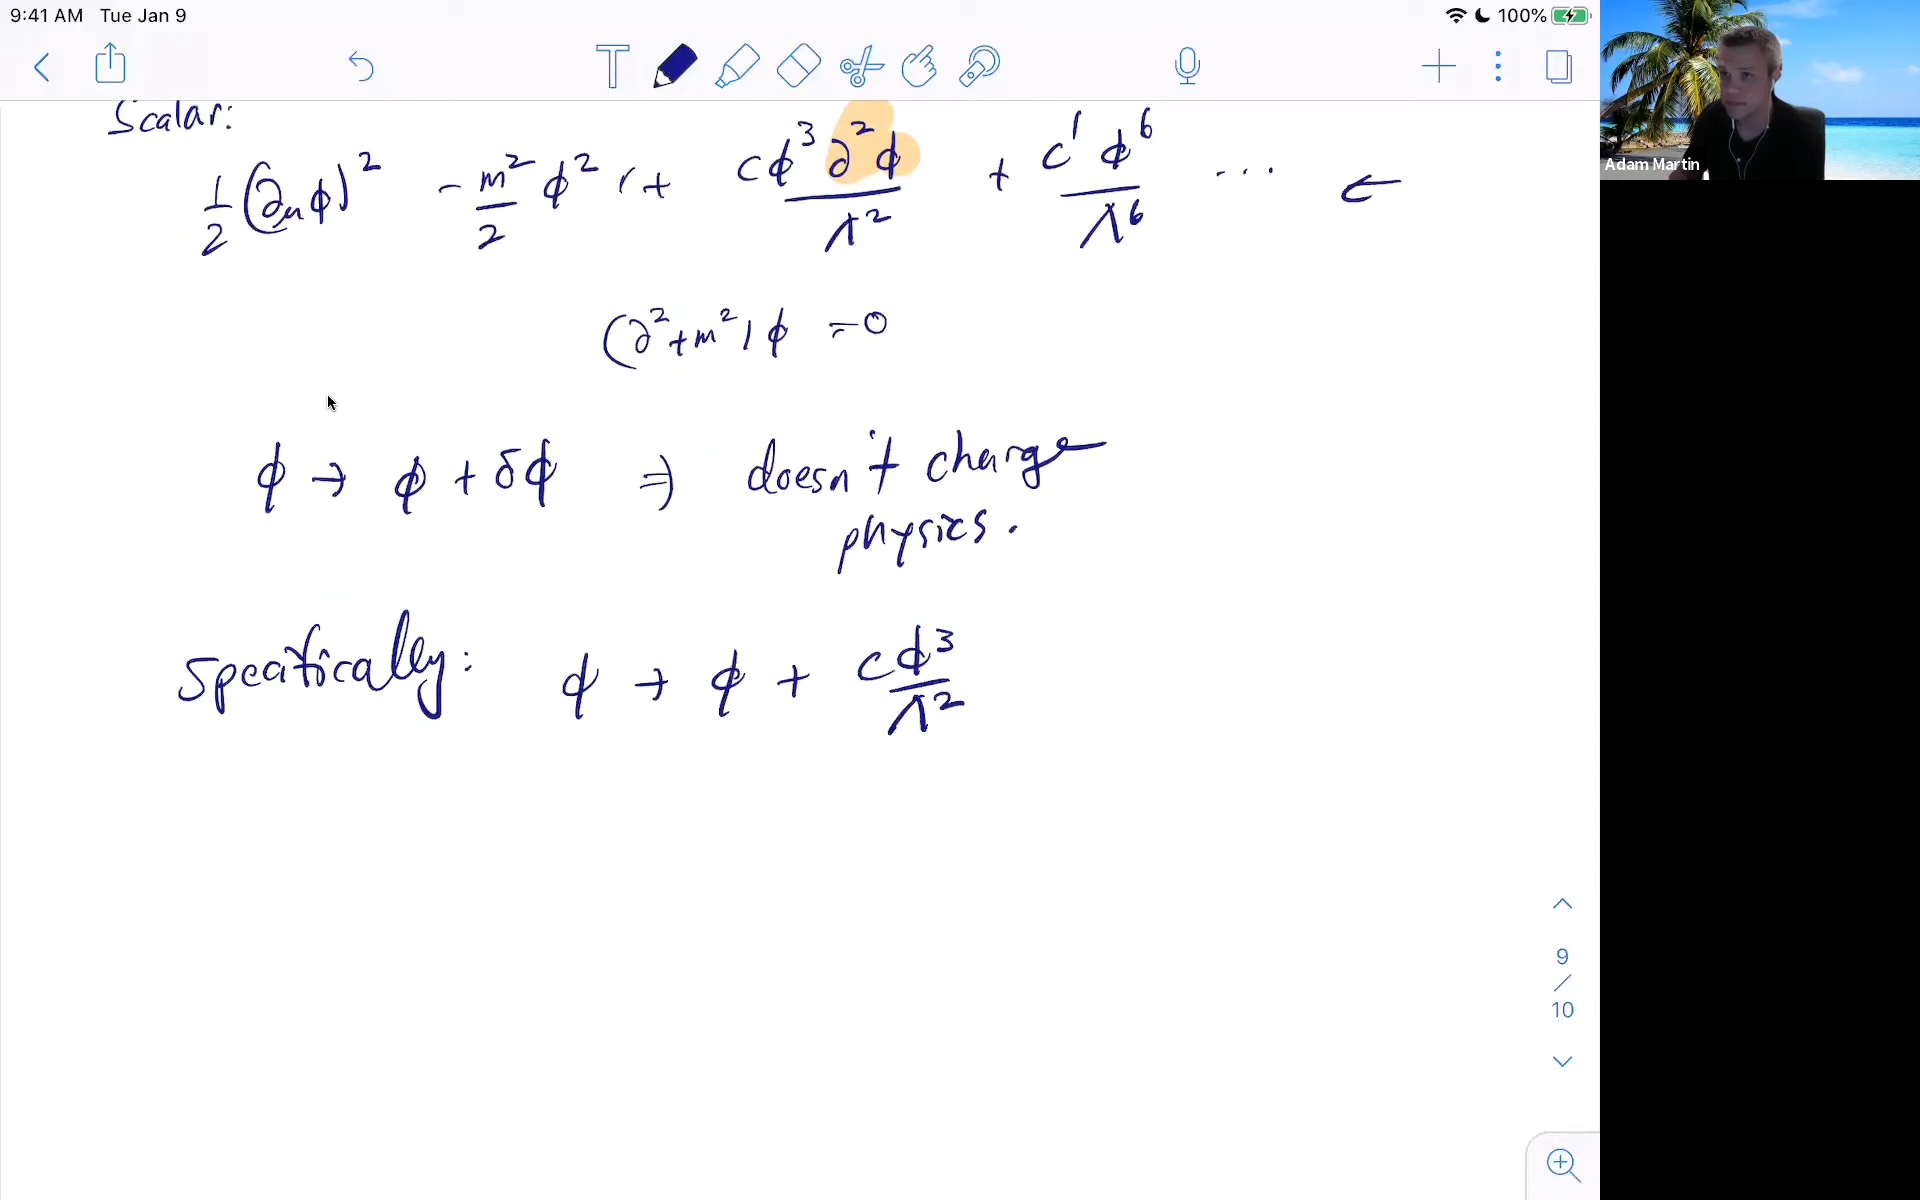 9:41 AM Tue Jan 9
100%
Adam Martin
Scalar:
1/2 (∂μ φ)² - m²/2 φ² + cφ³∂²φ/Λ² + c'φ⁶/Λ⁶ ... ←
(∂²+m²)φ = 0
φ → φ + δφ ⇒ doesn't change
physics.
Specifically: φ → φ + cφ³/Λ²
9
/
10